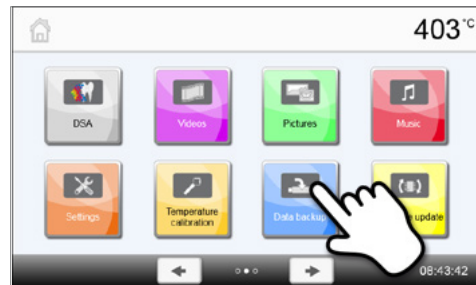 403 °C
DSA
Videos
Pictures
Music
Settings
Temperature
calibration
Data backup
update
08:43:42